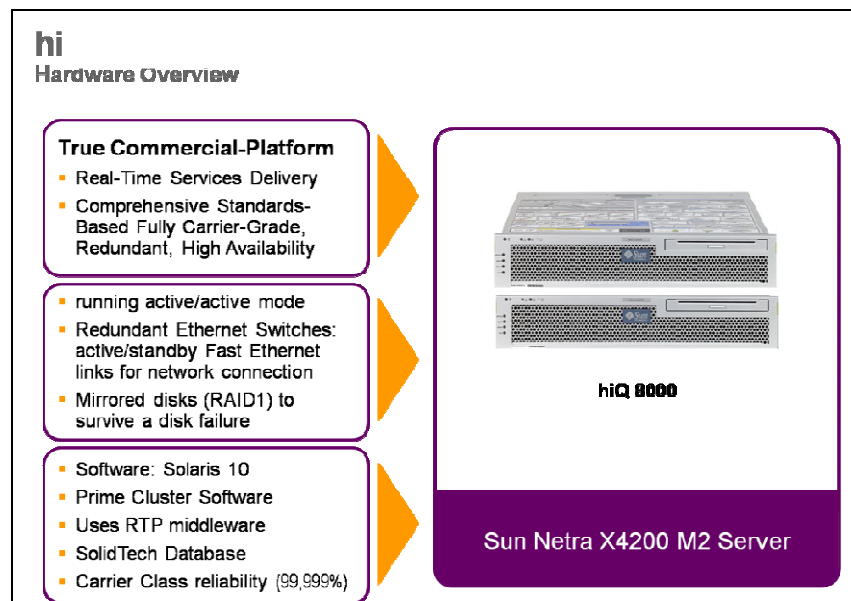 hi
Hardware Overview
True Commercial-Platform
Real-Time Services Delivery
Comprehensive Standards-
Based Fully Carrier-Grade,
Redundant, High Availability
running active/active mode
Redundant Ethernet Switches:
active/standby Fast Ethernet
links for network connection
Mirrored disks (RAID1) to
survive a disk failure
Software: Solaris 10
Prime Cluster Software
Uses RTP middleware
SolidTech Database
Carrier Class reliability (99,999%)
Sun
Sun
hiQ
Sun Netra X4200 M2 Server